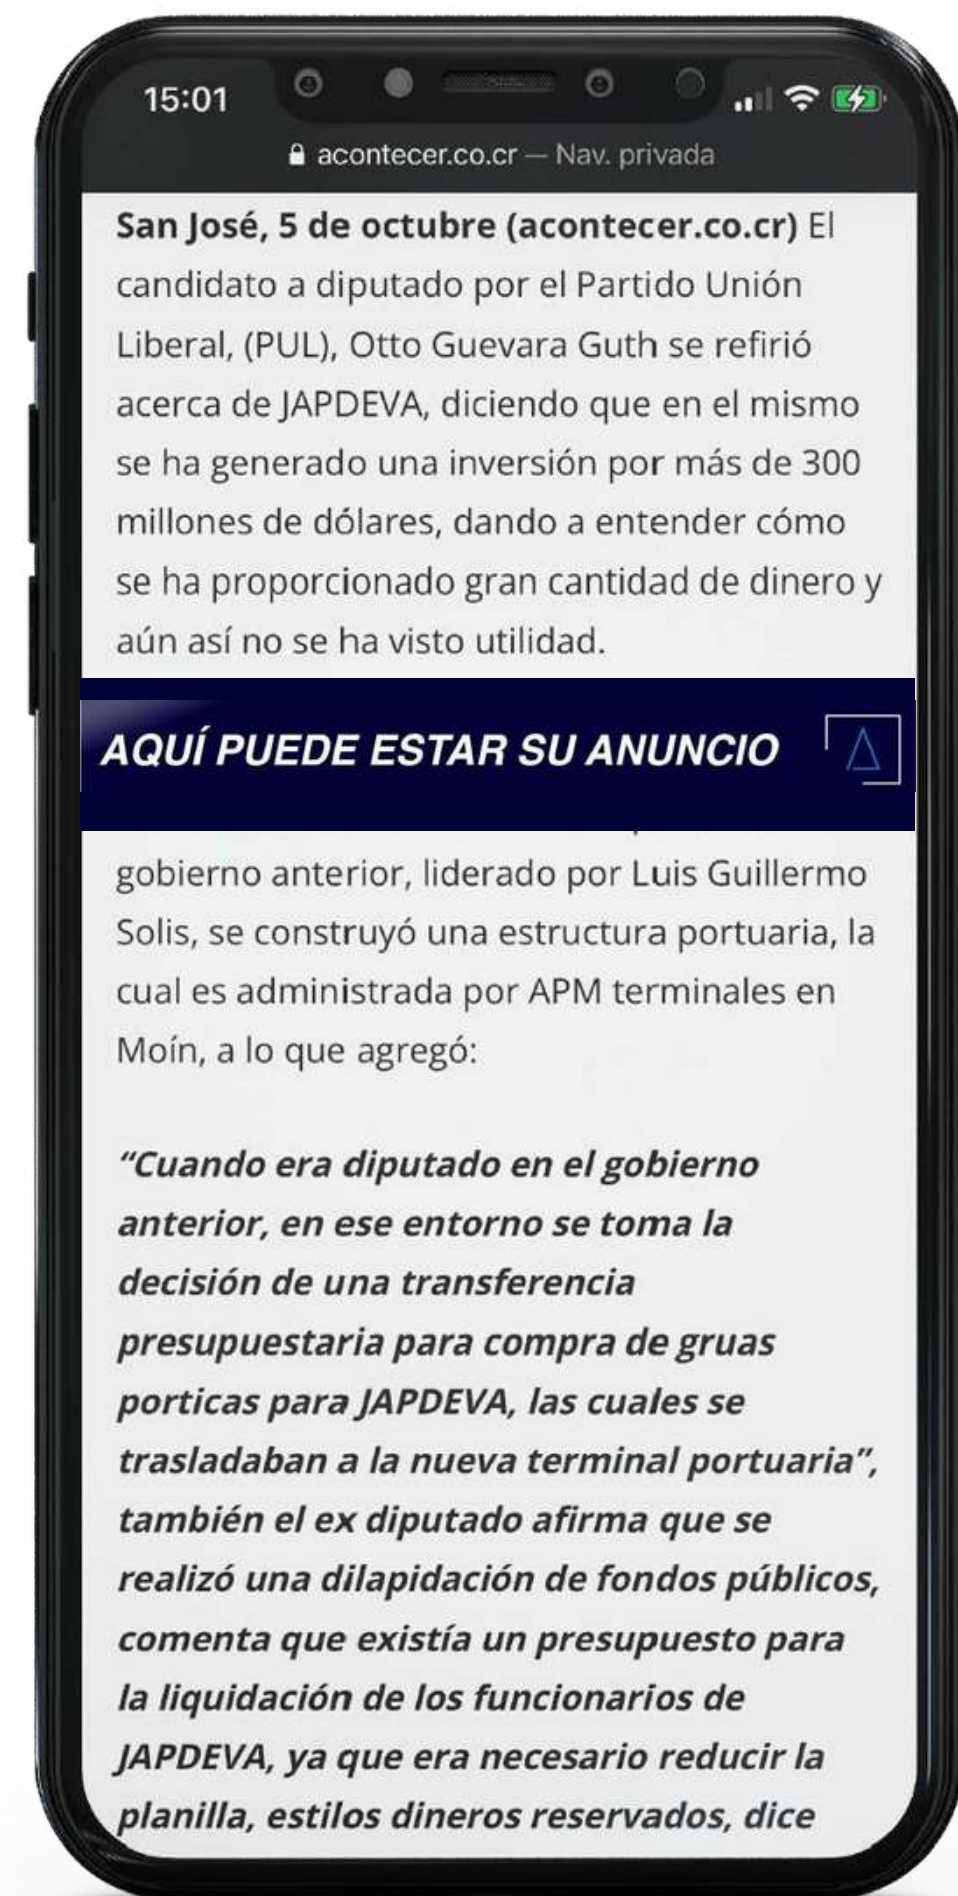 15:01
acontecer.co.cr — Nav. privada
San José, 5 de octubre (acontecer.co.cr) El
candidato a diputado por el Partido Unión
Liberal, (PUL), Otto Guevara Guth se refirió
acerca de JAPDEVA, diciendo que en el mismo
se ha generado una inversión por más de 300
millones de dólares, dando a entender cómo
se ha proporcionado gran cantidad de dinero y
aún así no se ha visto utilidad.
AQUÍ PUEDE ESTAR SU ANUNCIO
gobierno anterior, liderado por Luis Guillermo
Solis, se construyó una estructura portuaria, la
cual es administrada por APM terminales en
Moín, a lo que agregó:
“Cuando era diputado en el gobierno
anterior, en ese entorno se toma la
decisión de una transferencia
presupuestaria para compra de gruas
porticas para JAPDEVA, las cuales se
trasladaban a la nueva terminal portuaria”,
también el ex diputado afirma que se
realizó una dilapidación de fondos públicos,
comenta que existía un presupuesto para
la liquidación de los funcionarios de
JAPDEVA, ya que era necesario reducir la
planilla, estilos dineros reservados, dice